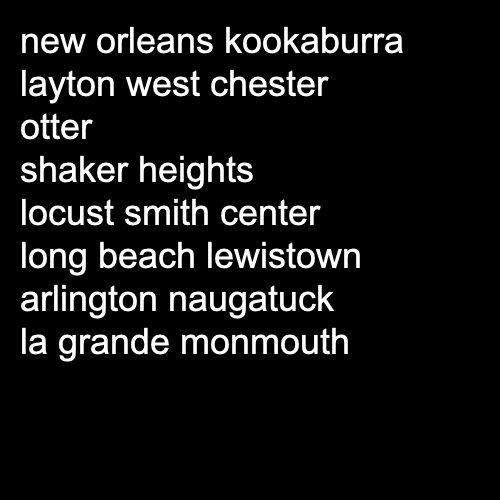 new orleans kookaburra
layton west chester
otter
shaker heights
locust smith center
long beach lewistown
arlington naugatuck
la grande monmouth